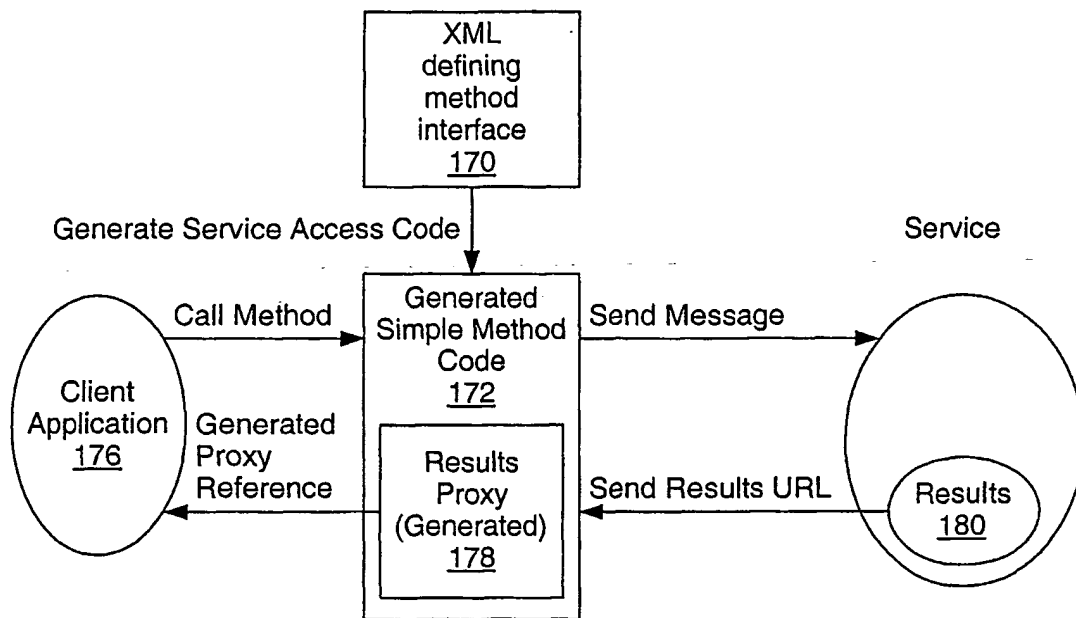 XML
defining
method
interface
170
Generate Service Access Code
Service
Call Method
Generated
Simple Method
Code
172
Send Message
Client
Application
176
Generated
Proxy
Reference
Results
Proxy
(Generated)
178
Send Results URL
Results
180